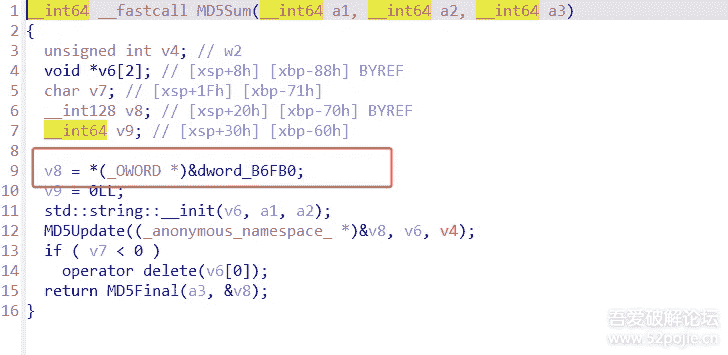 1 __int64 __fastcall MD5Sum(__int64 a1, __int64 a2, __int64 a3)
2 {
3 unsigned int v4; // w2
4 void *v6[2]; // [xsp+8h] [xbp-88h] BYREF
5 char v7; // [xsp+1Fh] [xbp-71h]
6 __int128 v8; // [xsp+20h] [xbp-70h] BYREF
7 __int64 v9; // [xsp+30h] [xbp-60h]
8
9 v8 = *(_OWORD *)&dword_B6FB0;
10 v9 = 0LL;
11 std::string::__init(v6, a1, a2);
12 MD5Update((_anonymous_namespace_ *)&v8, v6, v4);
13 if ( v7 < 0 )
14 operator delete(v6[0]);
15 return MD5Final(a3, &v8);
16 }
吾爱破解论坛
www.52pojie.cn